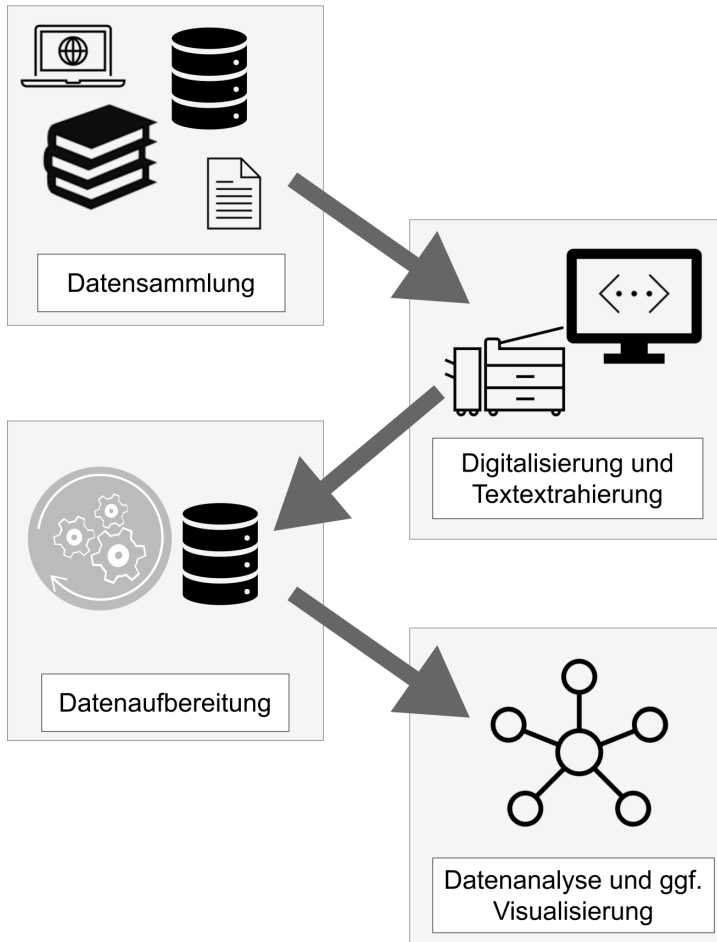 Datensammlung
Digitalisierung und
Textextrahierung
Datenaufbereitung
Datenanalyse und ggf.
Visualisierung